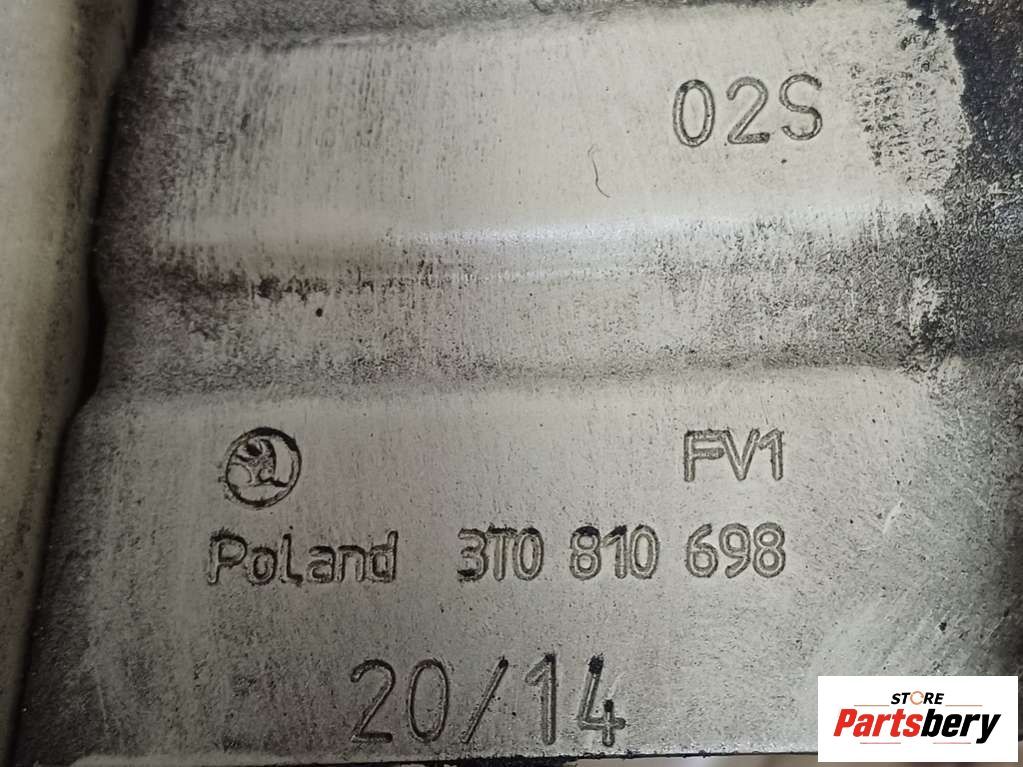 02S
FV1
PoLand 3T0 810 698
20/14
STORE
Partsbery